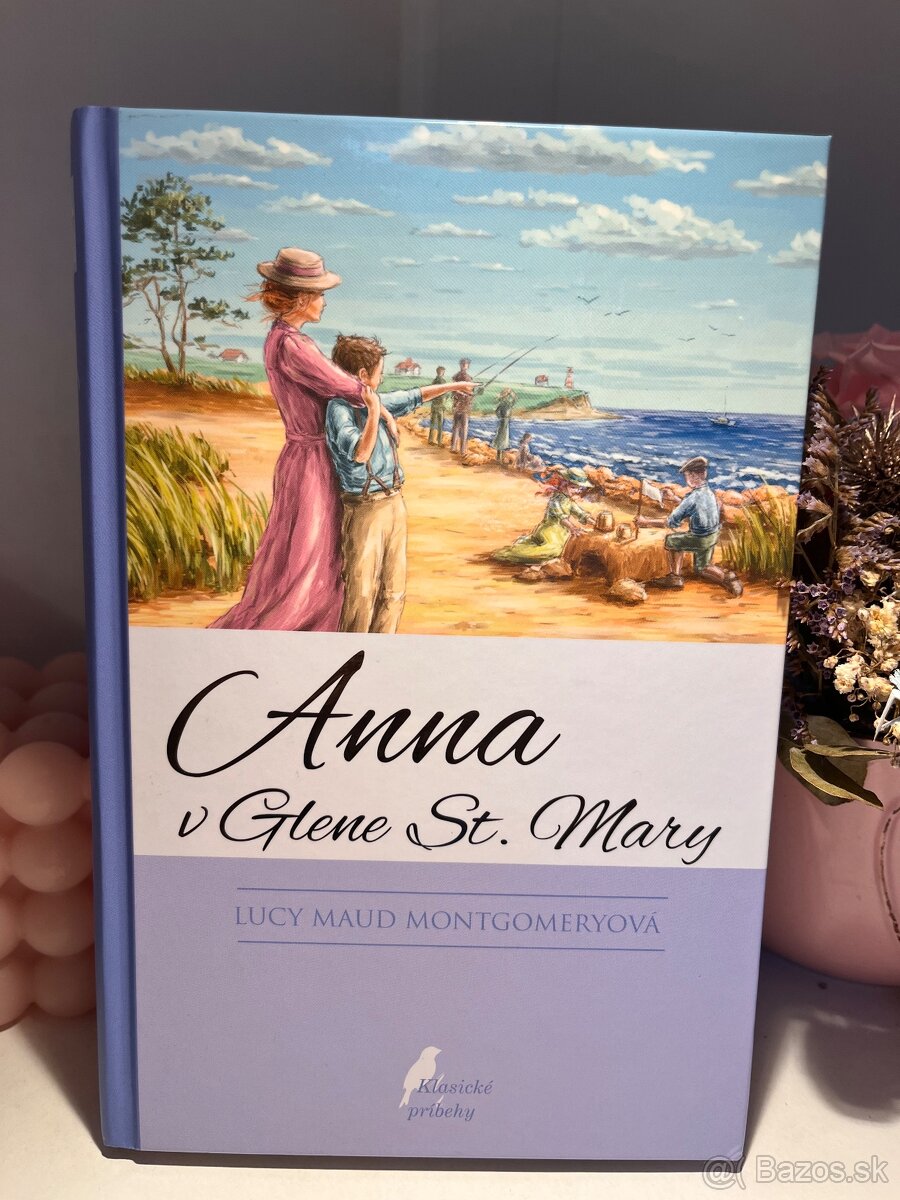 Anna
v Glene St. Mary
LUCY MAUD MONTGOMERYOVÁ
Klasické
príbehy
@ Bazos.sk